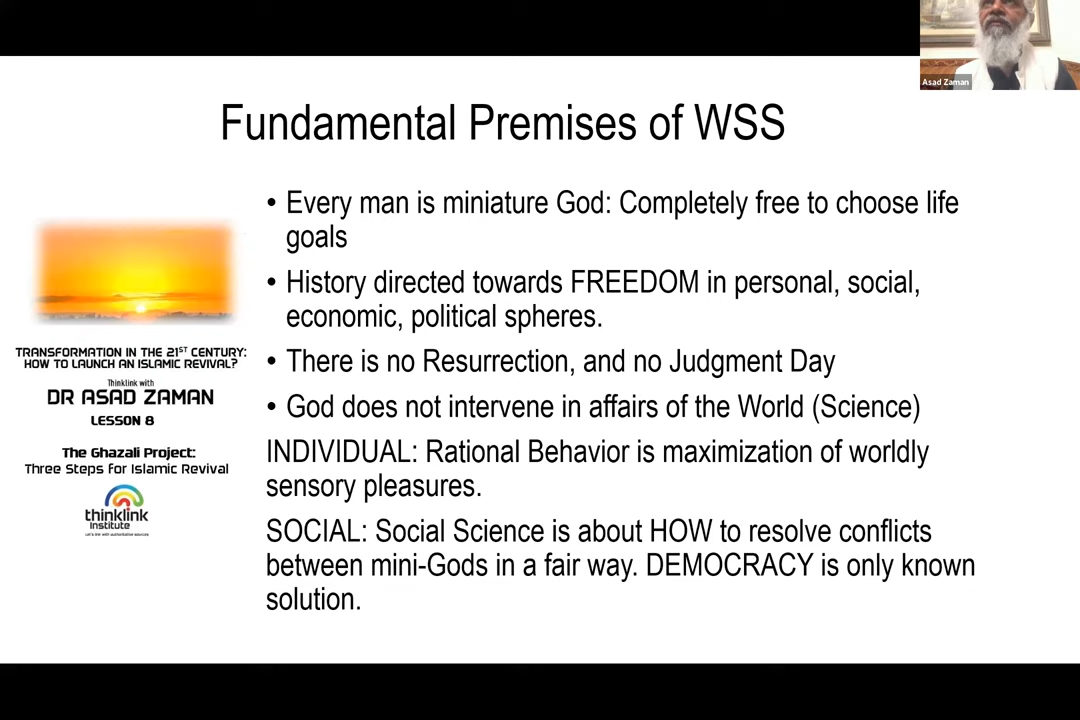 Asad Zaman
Fundamental Premises of WSS
• Every man is miniature God: Completely free to choose life
goals
• History directed towards FREEDOM in personal, social,
economic, political spheres.
• There is no Resurrection, and no Judgment Day
• God does not intervene in affairs of the World (Science)
INDIVIDUAL: Rational Behavior is maximization of worldly
sensory pleasures.
SOCIAL: Social Science is about HOW to resolve conflicts
between mini-Gods in a fair way. DEMOCRACY is only known
solution.
TRANSFORMATION IN THE 21ST CENTURY:
HOW TO LAUNCH AN ISLAMIC REVIVAL?
Thinklink with
DR ASAD ZAMAN
LESSON 8
The Ghazali Project:
Three Steps for Islamic Revival
thinklink
institute
Let's link with authoritative sources